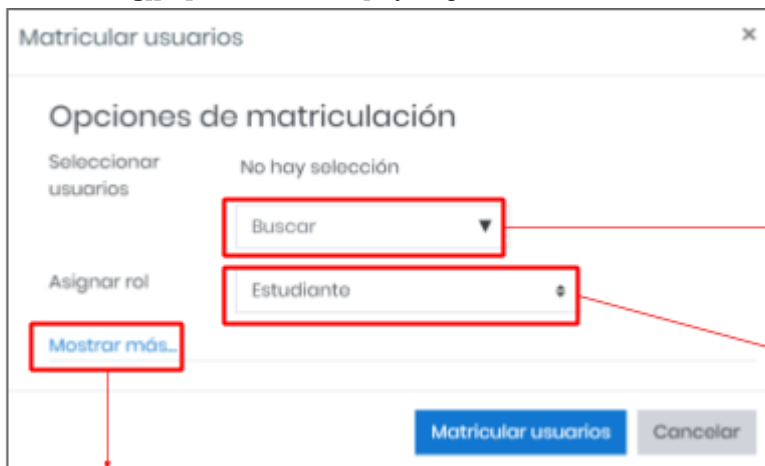 Matricular usuarios ×
Opciones de matriculación
Seleccionar usuarios
No hay selección
Buscar ▼
Asignar rol
Estudiante
Mostrar más...
Matricular usuarios
Cancelar